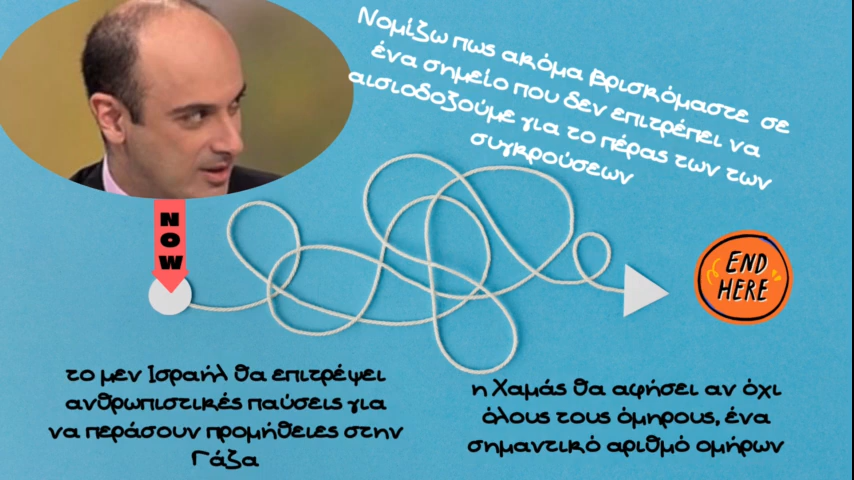 Νομίζω πως ακόμα βρισκόμαστε σε
ένα σημείο που δεν επιτρέπει να
αισιοδοξούμε για το πέρας των των
συγκρούσεων
NOW
END
HERE
το μεν Ισραήλ θα επιτρέψει
ανθρωπιστικές παύσεις για
να περάσουν προμήθειες στην
Γάζα
η Χαμάς θα αφήσει αν όχι
όλους τους όμηρους, ένα
σημαντικό αριθμό ομήρων